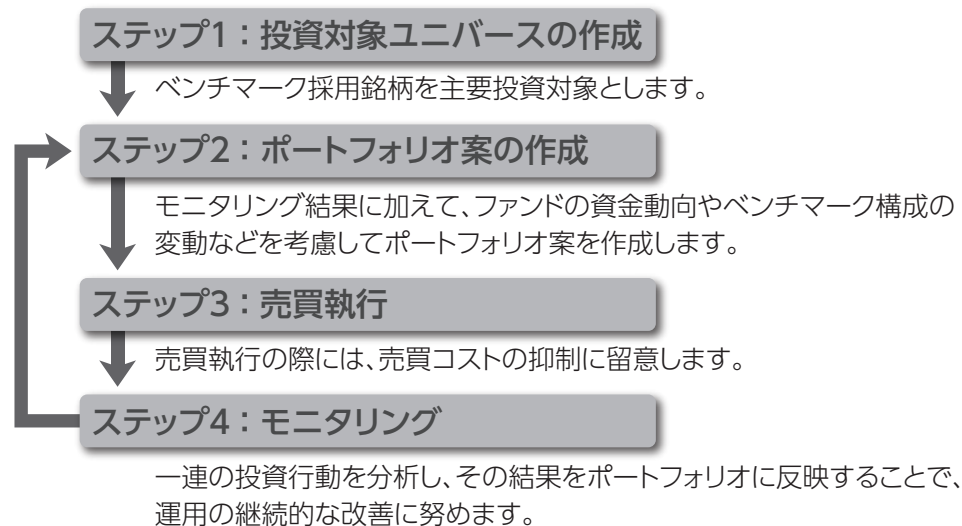 ステップ1：投資対象ユニバースの作成
ベンチマーク採用銘柄を主要投資対象とします。
ステップ2：ポートフォリオ案の作成
モニタリング結果に加えて、ファンドの資金動向やベンチマーク構成の
変動などを考慮してポートフォリオ案を作成します。
ステップ3：売買執行
売買執行の際には、売買コストの抑制に留意します。
ステップ4：モニタリング
一連の投資行動を分析し、その結果をポートフォリオに反映することで、
運用の継続的な改善に努めます。